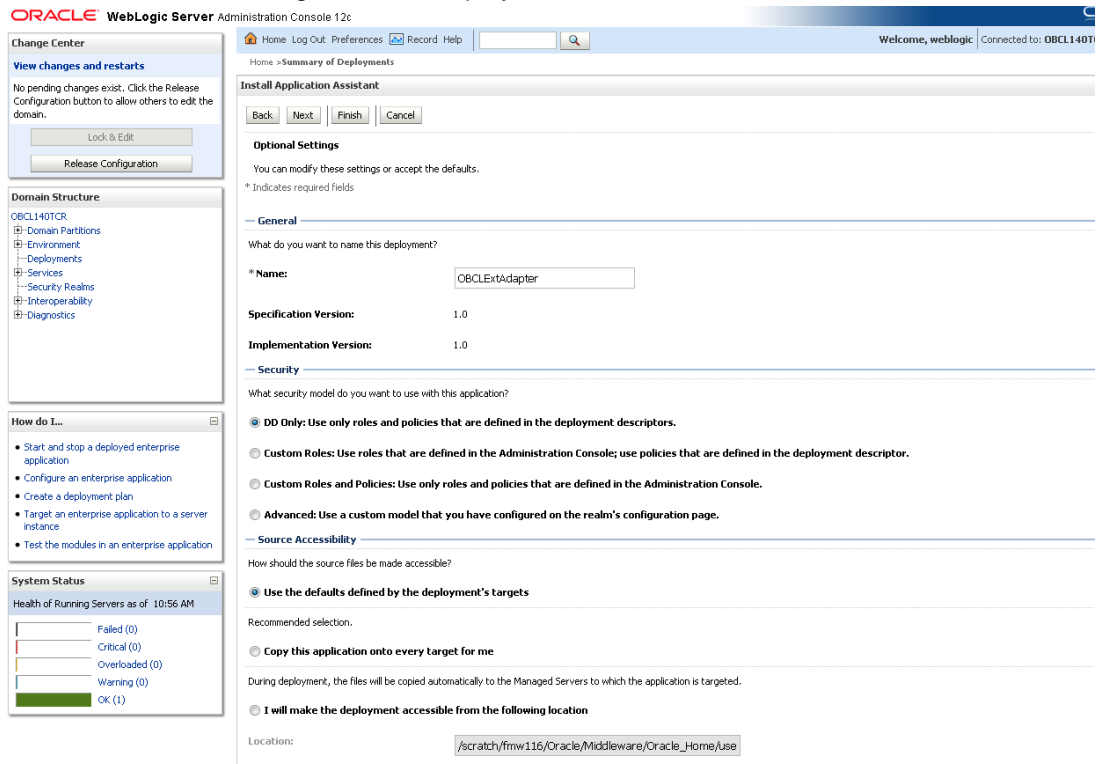 ORACLE WebLogic Server Administration Console 12c
Change Center
View changes and restarts
No pending changes exist. Click the Release
Configuration button to allow others to edit the
domain.
Lock & Edit
Release Configuration
Domain Structure
OBCL140TCR
Domain Partitions
Environment
Deployments
Services
Security Realms
Interoperability
Diagnostics
How do I...
Start and stop a deployed enterprise
application
Configure an enterprise application
Create a deployment plan
Target an enterprise application to a server
instance
Test the modules in an enterprise application
System Status
Health of Running Servers as of 10:56 AM
Failed (0)
Critical (0)
Overloaded (0)
Warning (0)
OK (1)
Home Log Out Preferences Record Help
Welcome, weblogic Connected to: OBCL140T
Home >Summary of Deployments
Install Application Assistant
Back Next Finish Cancel
Optional Settings
You can modify these settings or accept the defaults.
* Indicates required fields
General
What do you want to name this deployment?
* Name: OBCLExtAdapter
Specification Version: 1.0
Implementation Version: 1.0
Security
What security model do you want to use with this application?
DD Only: Use only roles and policies that are defined in the deployment descriptors.
Custom Roles: Use roles that are defined in the Administration Console; use policies that are defined in the deployment descriptor.
Custom Roles and Policies: Use only roles and policies that are defined in the Administration Console.
Advanced: Use a custom model that you have configured on the realm's configuration page.
Source Accessibility
How should the source files be made accessible?
Use the defaults defined by the deployment's targets
Recommended selection.
Copy this application onto every target for me
During deployment, the files will be copied automatically to the Managed Servers to which the application is targeted.
I will make the deployment accessible from the following location
Location: /scratch/fmw116/Oracle/Middleware/Oracle_Home/use